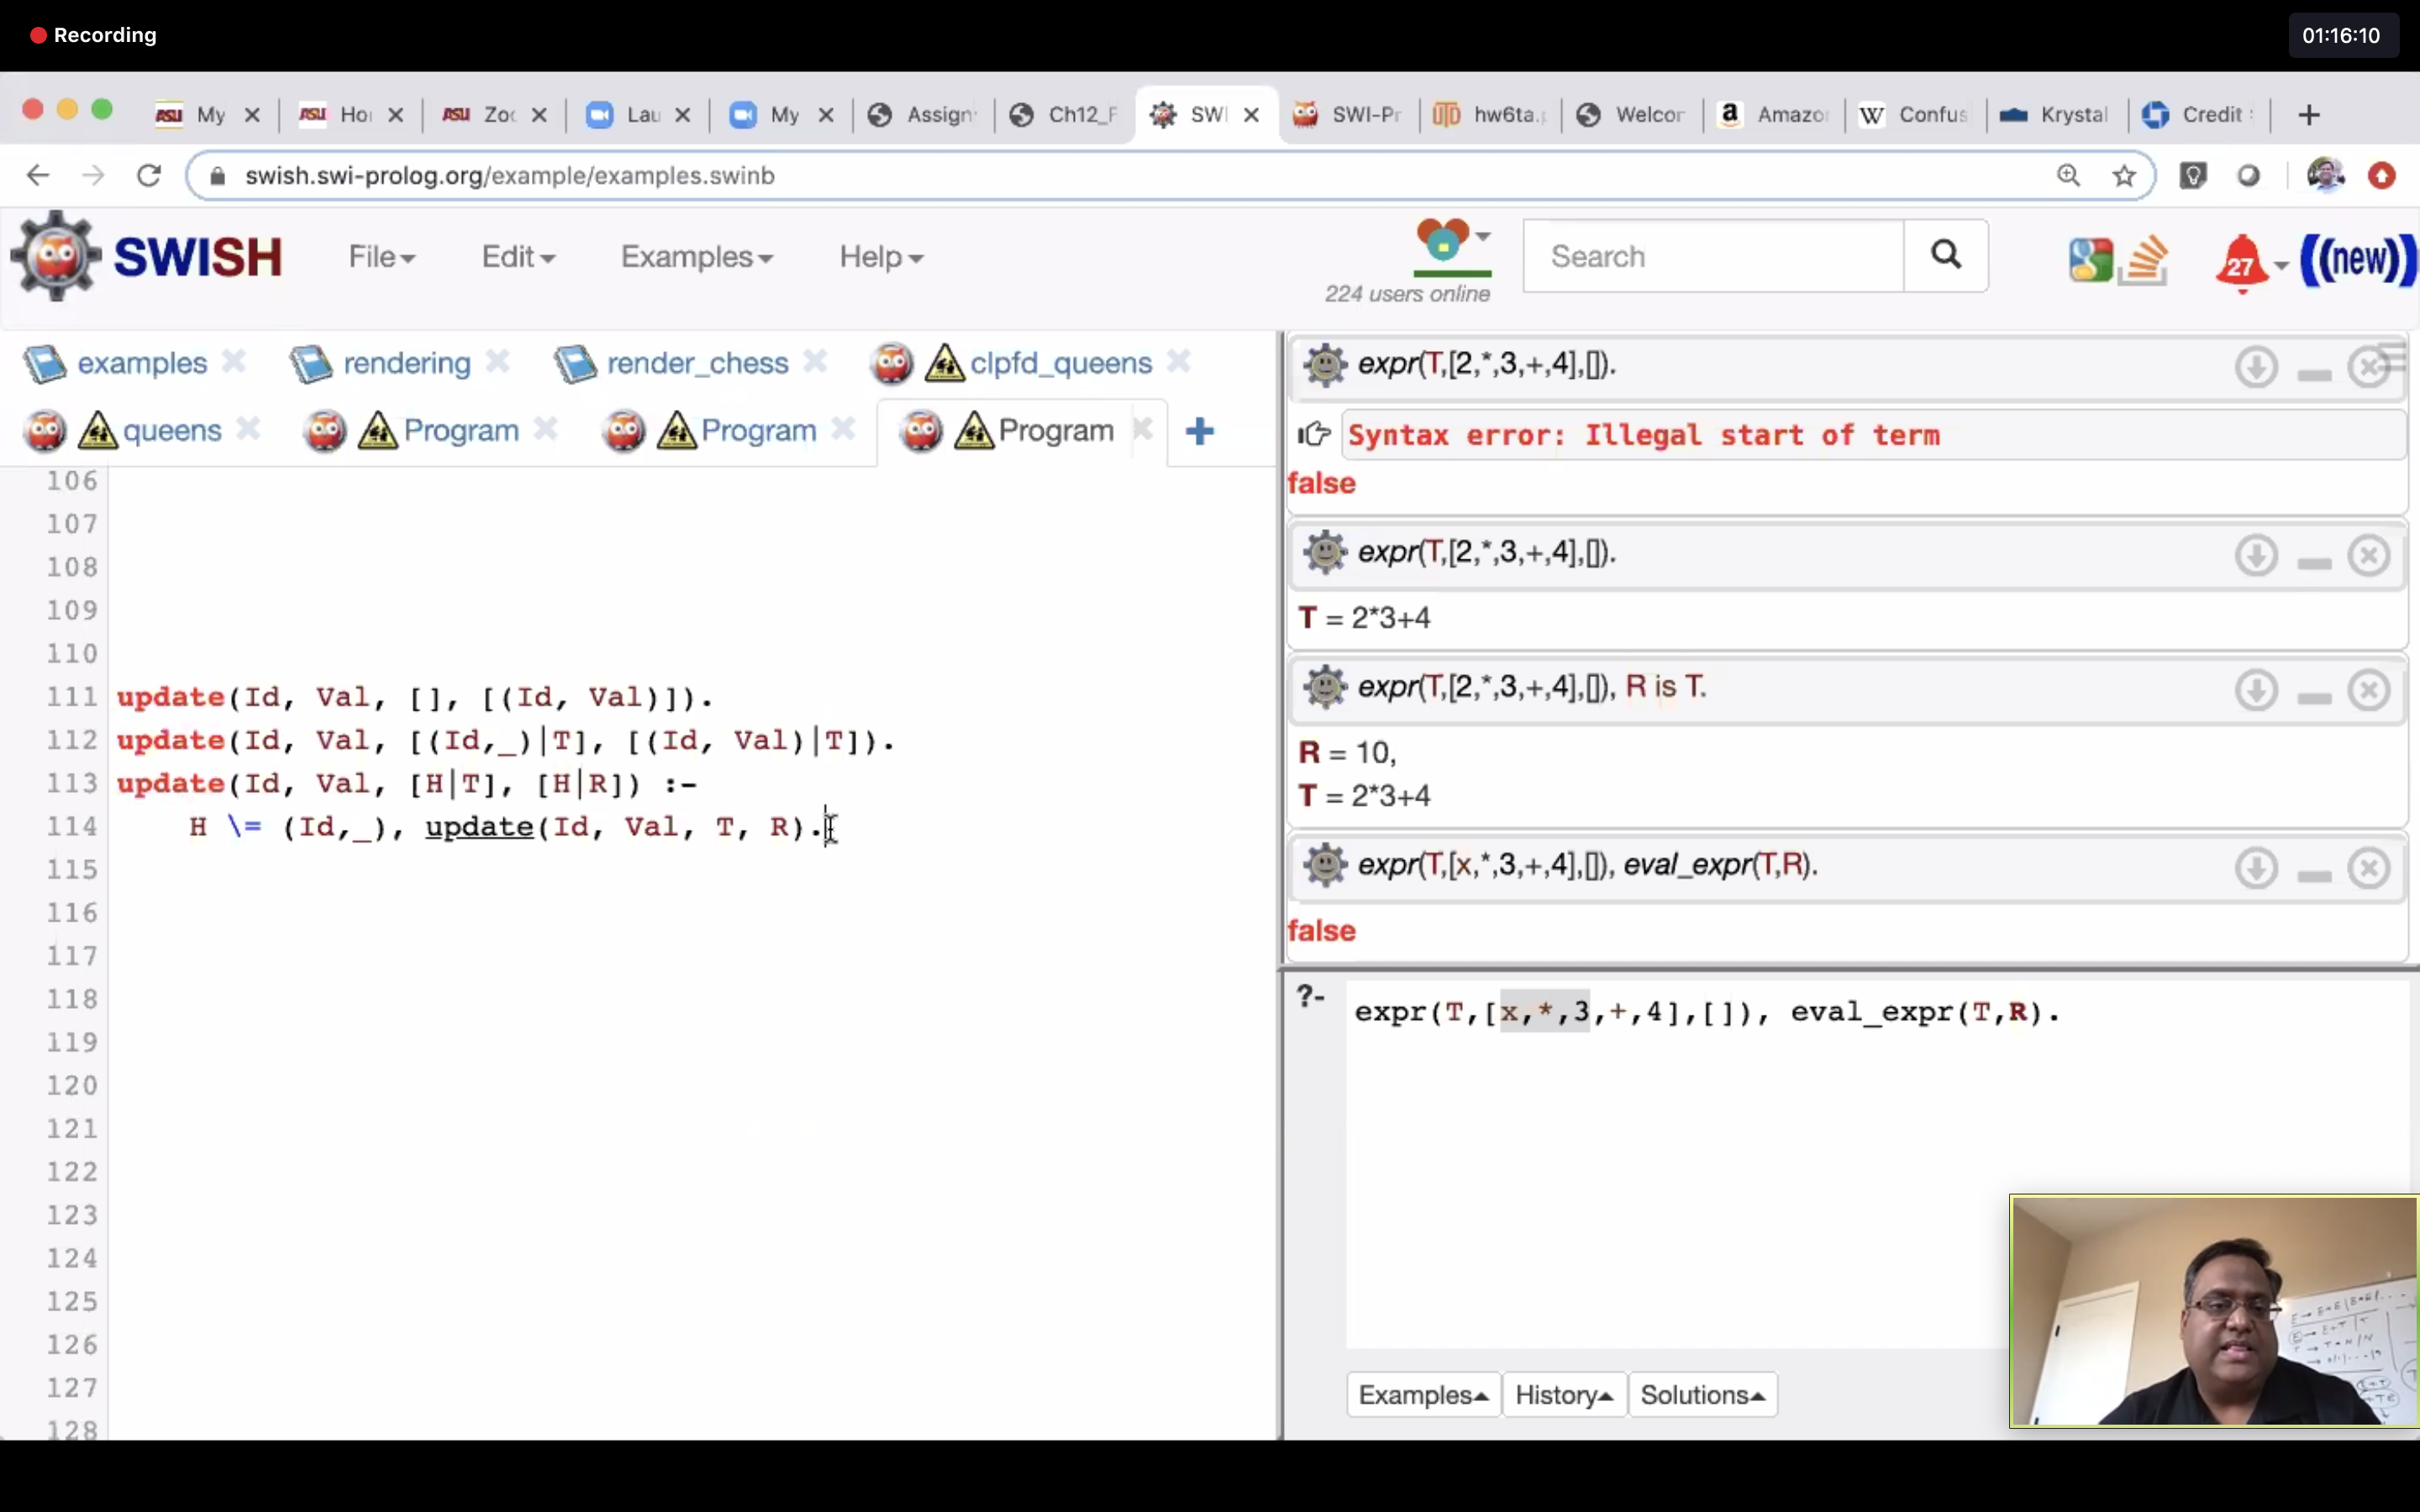 Recording
01:16:10
My
Ho
Zo
Lau
My
Assign
Ch12_F
SWI
SWI-Pr
hw6ta.
Welcor
Amazo
Confus
Krystal
Credit
swish.swi-prolog.org/example/examples.swinb
SWISH File Edit Examples Help
224 users online
Search
27
((new))
examples rendering render_chess clpfd_queens
queens Program Program Program
106
107
108
109
110
111 update(Id, Val, [], [(Id, Val)]).
112 update(Id, Val, [(Id,_)|T], [(Id, Val)|T]).
113 update(Id, Val, [H|T], [H|R]) :-
114 H \= (Id,_), update(Id, Val, T, R).
115
116
117
118
119
120
121
122
123
124
125
126
127
128
expr(T,[2,*,3,+,4],[]).
Syntax error: Illegal start of term
false
expr(T,[2,*,3,+,4],[]).
T = 2*3+4
expr(T,[2,*,3,+,4],[]), R is T.
R = 10,
T = 2*3+4
expr(T,[x,*,3,+,4],[]), eval_expr(T,R).
false
?- expr(T,[x,*,3,+,4],[]), eval_expr(T,R).
Examples History Solutions